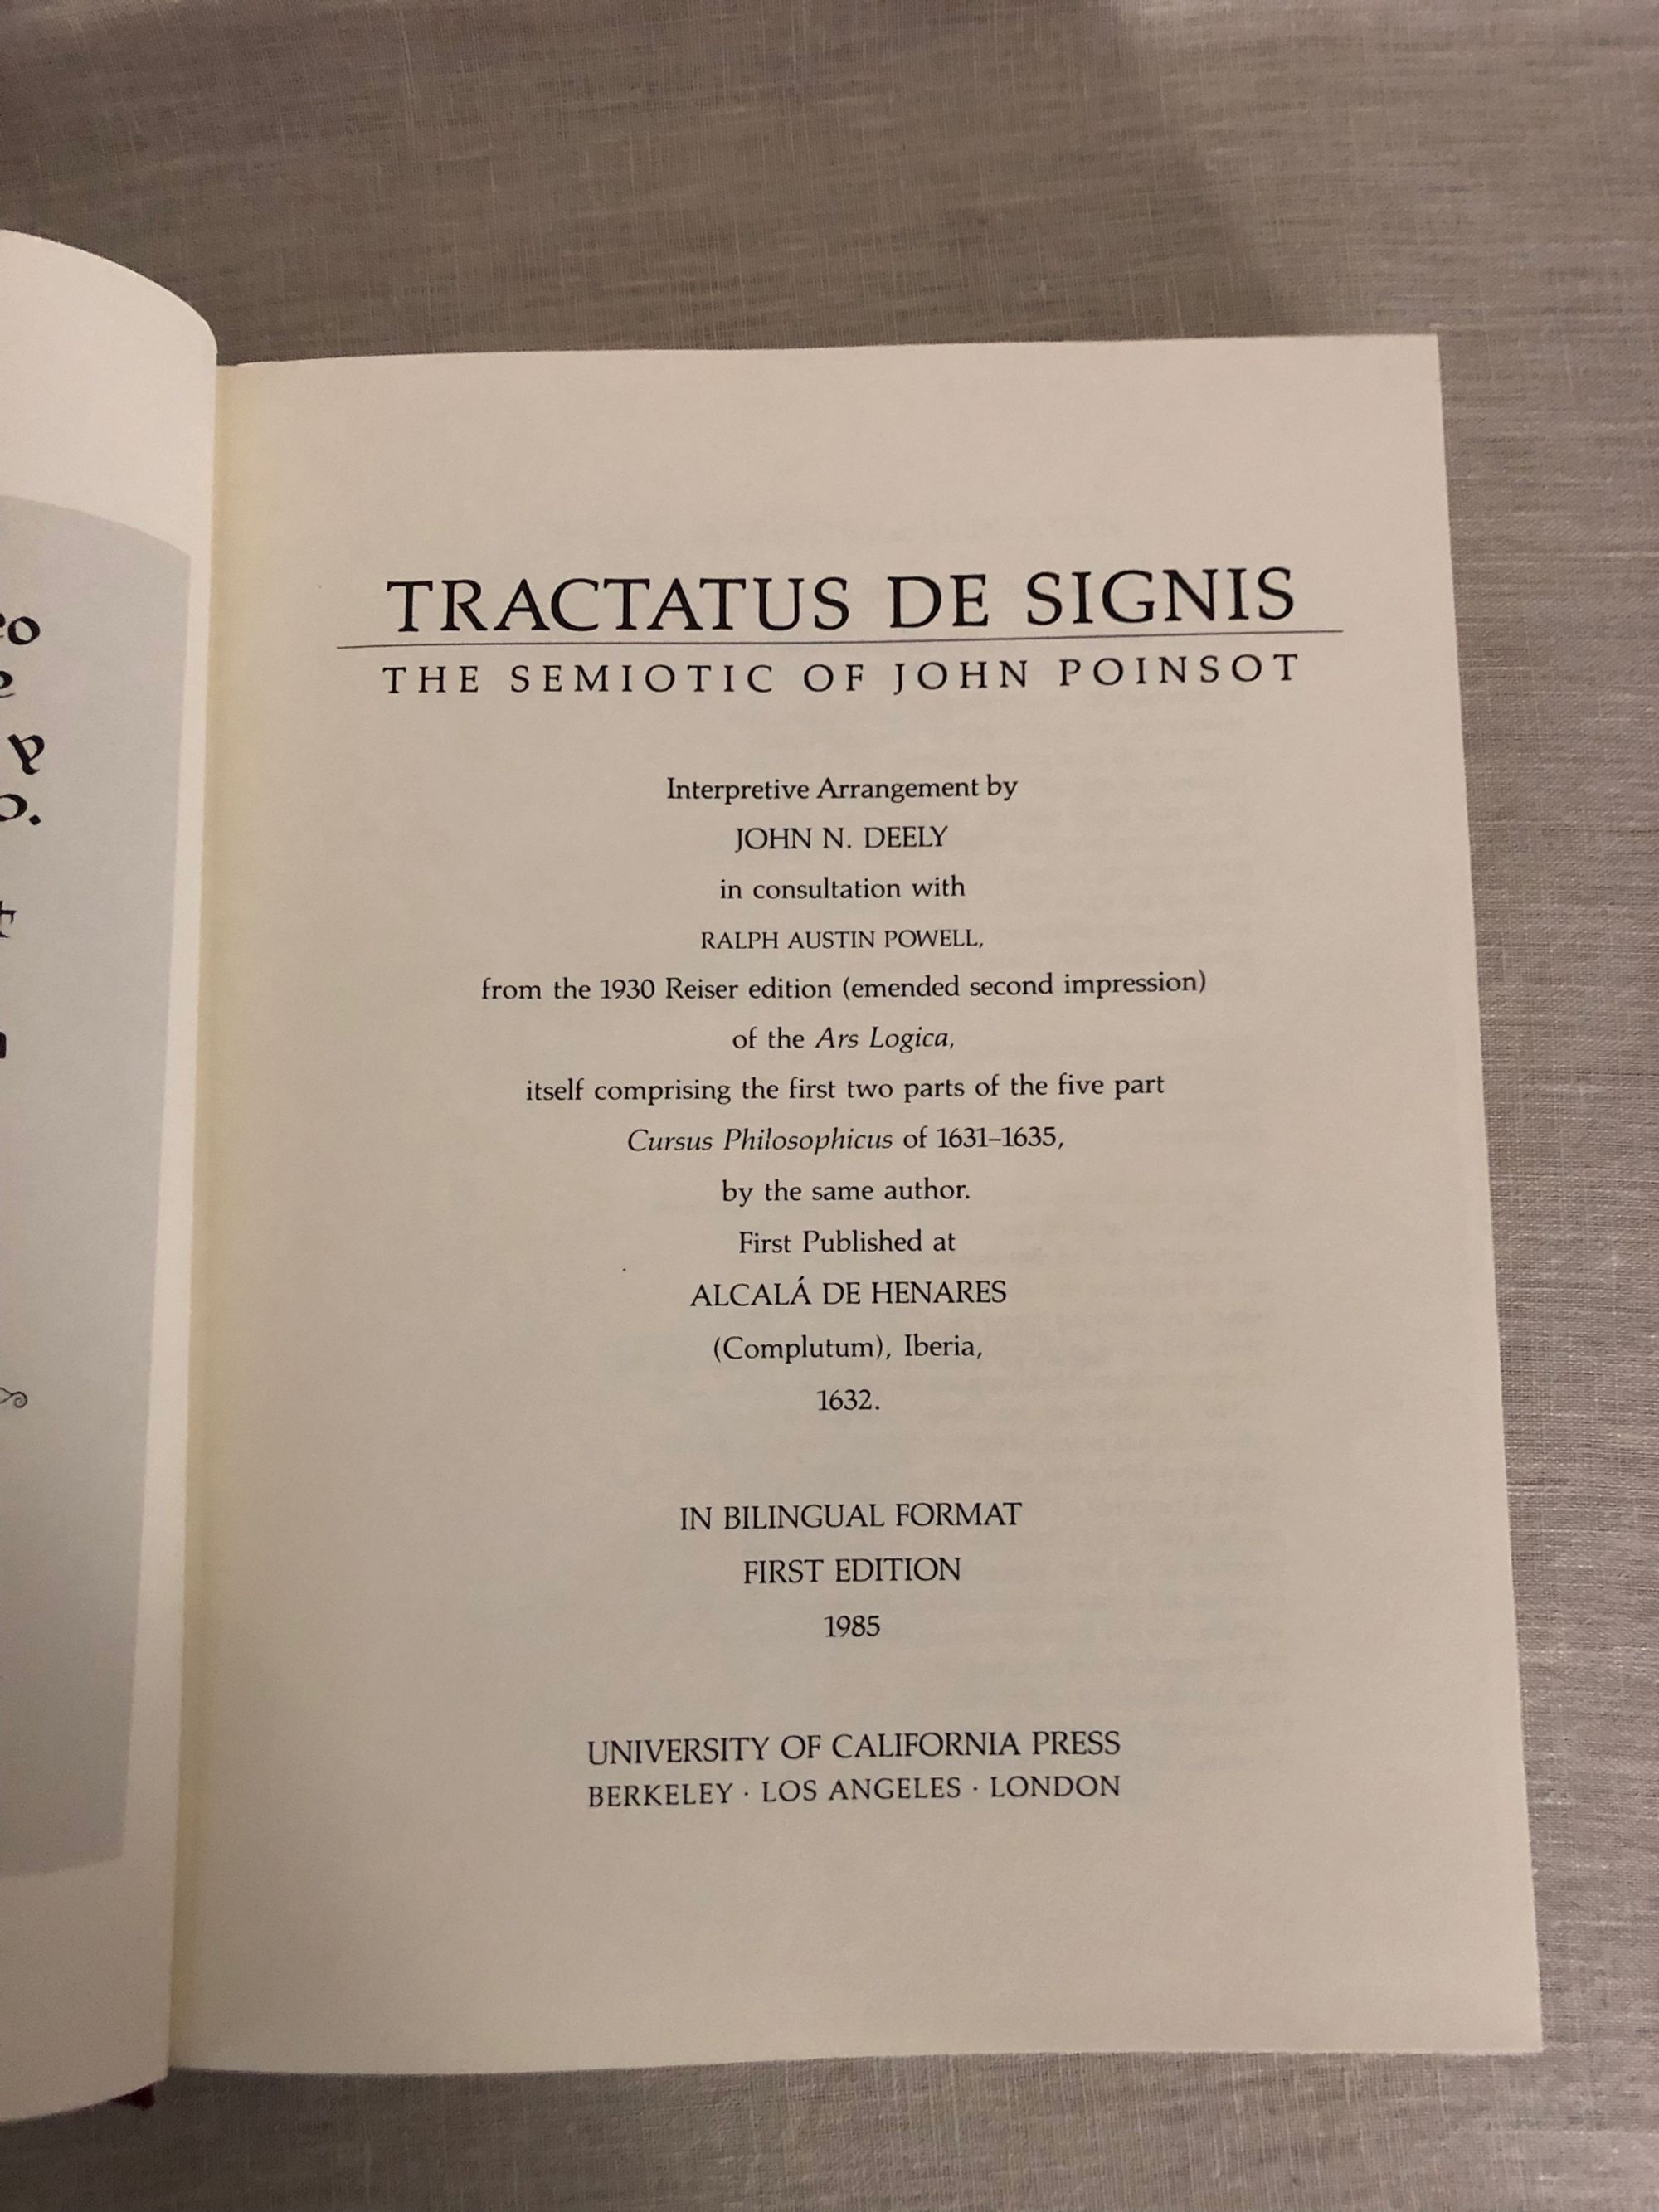 TRACTATUS DE SIGNIS
THE SEMIOTIC OF JOHN POINSOT
Interpretive Arrangement by
JOHN N. DEELY
in consultation with
RALPH AUSTIN POWELL,
from the 1930 Reiser edition (emended second impression)
of the Ars Logica,
itself comprising the first two parts of the five part
Cursus Philosophicus of 1631–1635,
by the same author.
First Published at
ALCALÁ DE HENARES
(Complutum), Iberia,
1632.
IN BILINGUAL FORMAT
FIRST EDITION
1985
UNIVERSITY OF CALIFORNIA PRESS
BERKELEY · LOS ANGELES · LONDON